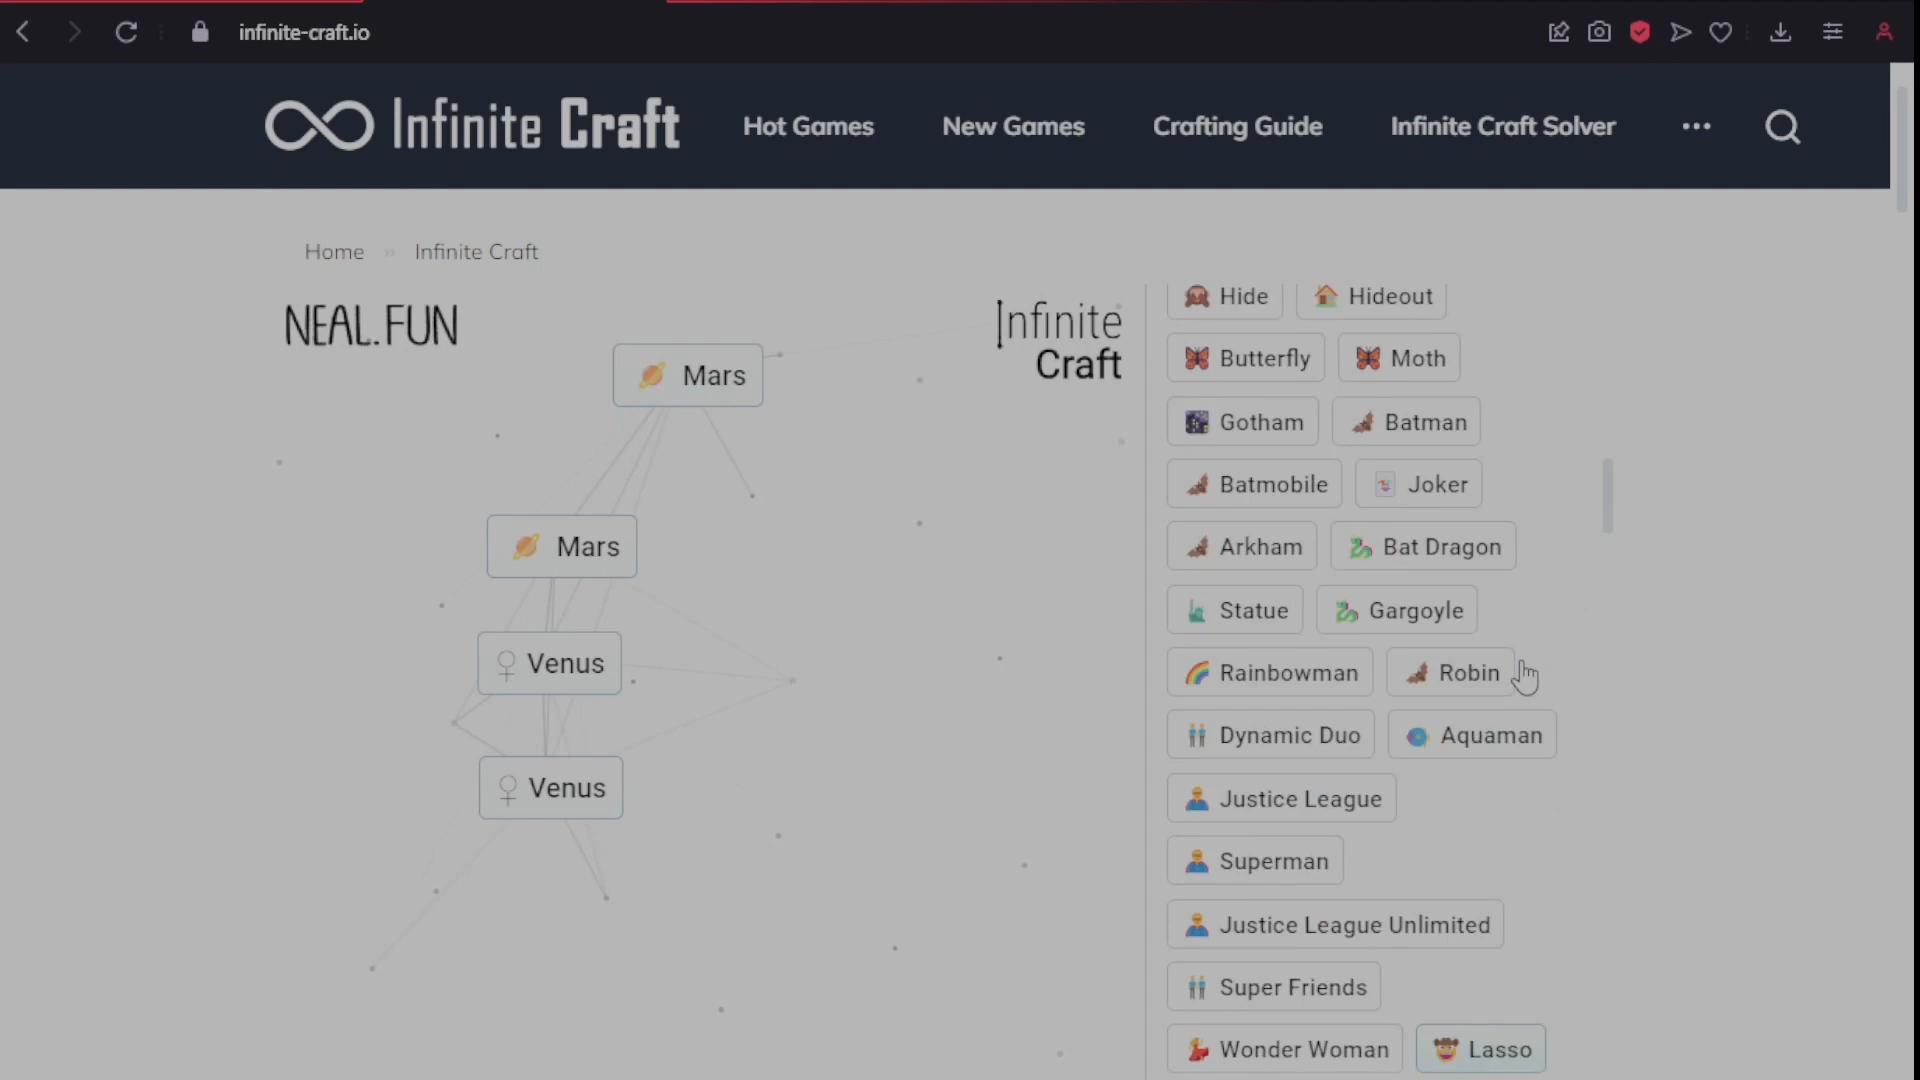 infinite-craft.io
Infinite Craft
Hot Games
New Games
Crafting Guide
Infinite Craft Solver
Home » Infinite Craft
NEAL.FUN
Infinite
Craft
Mars
Mars
Venus
Venus
Hide Hideout
Butterfly Moth
Gotham Batman
Batmobile Joker
Arkham Bat Dragon
Statue Gargoyle
Rainbowman Robin
Dynamic Duo Aquaman
Justice League
Superman
Justice League Unlimited
Super Friends
Wonder Woman Lasso